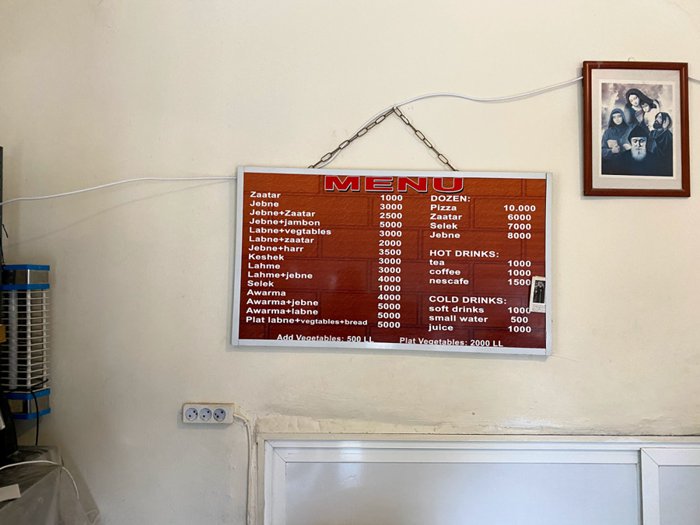 MENU
Zaatar 1000
Jebne 3000
Jebne+Zaatar 2500
Jebne+jambon 5000
Labne+vegtables 3000
Labne+zaatar 2000
Jebne+harr 3500
Keshek 3000
Lahme 3000
Lahme+jebne 4000
Selek 1000
Awarma 4000
Awarma+jebne 5000
Awarma+labne 5000
Plat labne+vegtables+bread 5000
DOZEN:
Pizza 10.000
Zaatar 6000
Selek 7000
Jebne 8000
HOT DRINKS:
tea 1000
coffee 1000
nescafe 1500
COLD DRINKS:
soft drinks 1000
small water 500
juice 1000
Add Vegetables: 500 LL
Plat Vegetables: 2000 LL